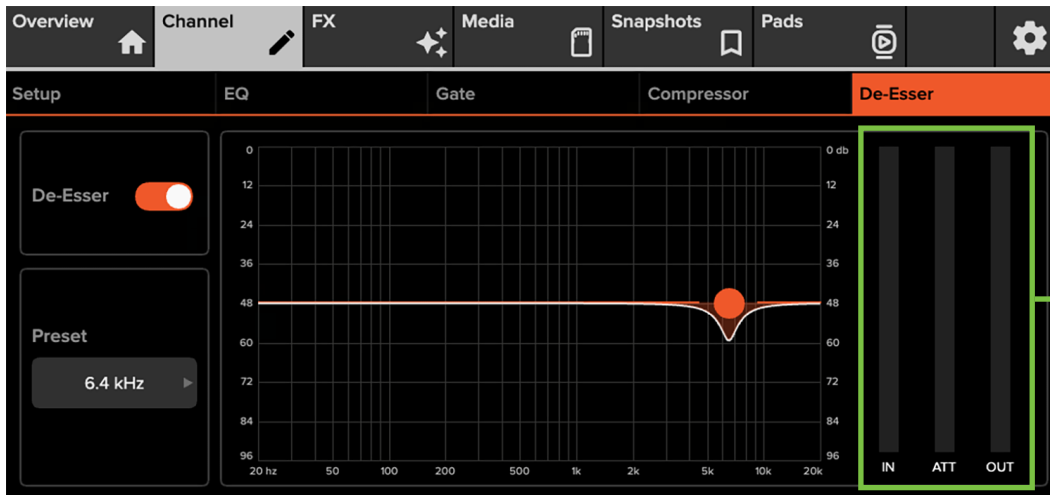 Overview Channel FX Media Snapshots Pads
Setup EQ Gate Compressor De-Esser
De-Esser
Preset
6.4 kHz
0 0 db
12 12
24 24
36 36
48 48
60 60
72 72
84 84
96 96
20 hz 50 100 200 500 1k 2k 5k 10k 20k
IN ATT OUT